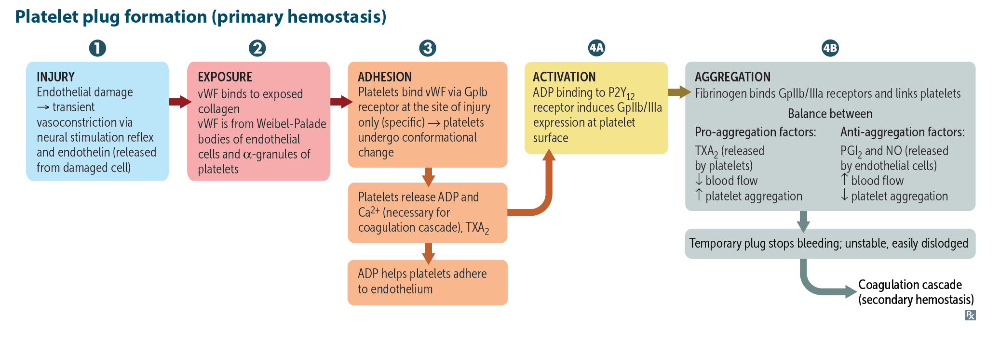 Platelet plug formation (primary hemostasis)
1
INJURY
Endothelial damage
→ transient
vasoconstriction via
neural stimulation reflex
and endothelin (released
from damaged cell)
2
EXPOSURE
vWF binds to exposed
collagen
vWF is from Weibel-Palade
bodies of endothelial
cells and α-granules of
platelets
3
ADHESION
Platelets bind vWF via GpIb
receptor at the site of injury
only (specific) → platelets
undergo conformational
change
Platelets release ADP and
Ca²⁺ (necessary for
coagulation cascade), TXA₂
ADP helps platelets adhere
to endothelium
4A
ACTIVATION
ADP binding to P2Y₁₂
receptor induces GpIIb/IIIa
expression at platelet
surface
4B
AGGREGATION
Fibrinogen binds GpIIb/IIIa receptors and links platelets
Balance between
Pro-aggregation factors:
TXA₂ (released
by platelets)
↓ blood flow
↑ platelet aggregation
Anti-aggregation factors:
PGI₂ and NO (released
by endothelial cells)
↑ blood flow
↓ platelet aggregation
Temporary plug stops bleeding; unstable, easily dislodged
Coagulation cascade
(secondary hemostasis)
Rx